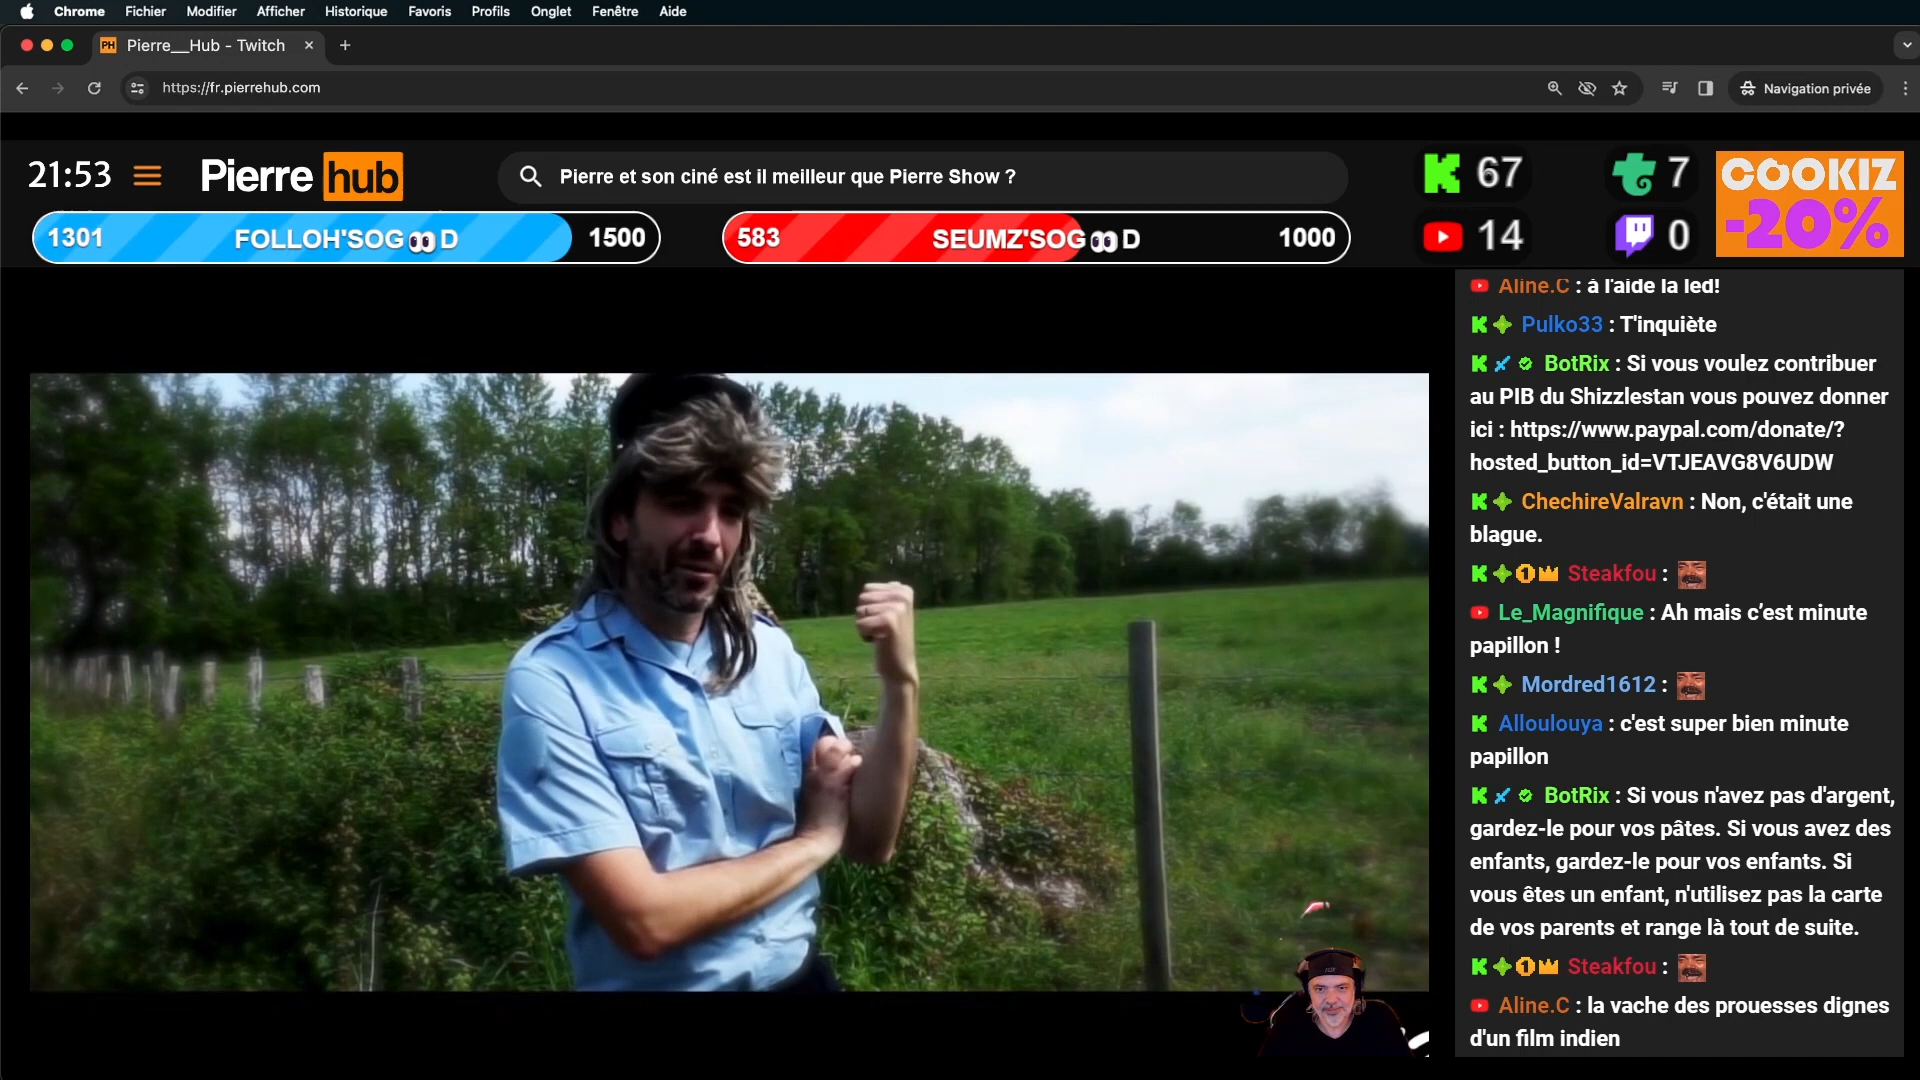 Chrome Fichier Modifier Afficher Historique Favoris Profils Onglet Fenêtre Aide
PH Pierre__Hub - Twitch
https://fr.pierrehub.com
Navigation privée
21:53
Pierre hub
Pierre et son ciné est il meilleur que Pierre Show ?
67
7
COOKIZ
-20%
1301 FOLLOH'SOG👀D 1500
583 SEUMZ'SOG👀D 1000
14
0
Aline.C : à l'aide la led!
Pulko33 : T'inquiète
BotRix : Si vous voulez contribuer
au PIB du Shizzlestan vous pouvez donner
ici : https://www.paypal.com/donate/?
hosted_button_id=VTJEAVG8V6UDW
ChechireValravn : Non, c'était une
blague.
Steakfou :
Le_Magnifique : Ah mais c’est minute
papillon !
Mordred1612 :
Alloulouya : c'est super bien minute
papillon
BotRix : Si vous n'avez pas d'argent,
gardez-le pour vos pâtes. Si vous avez des
enfants, gardez-le pour vos enfants. Si
vous êtes un enfant, n'utilisez pas la carte
de vos parents et range là tout de suite.
Steakfou :
Aline.C : la vache des prouesses dignes
d'un film indien